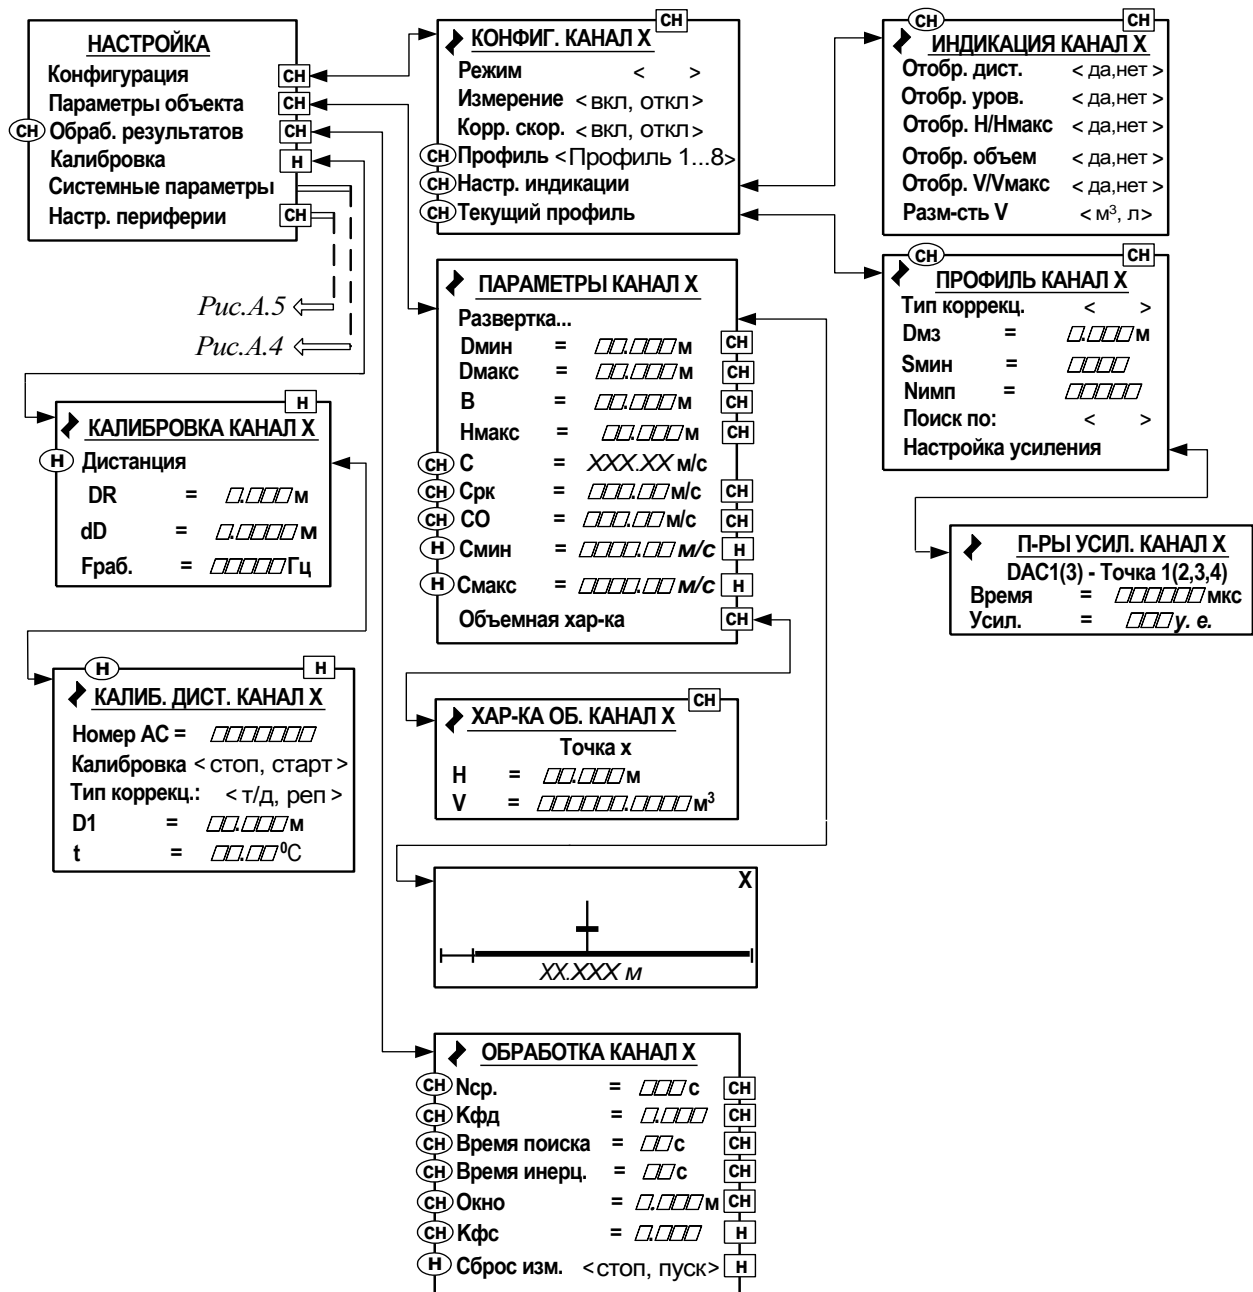 НАСТРОЙКА
Конфигурация СН
Параметры объекта СН
СН Обраб. результатов СН
Калибровка Н
Системные параметры
Настр. периферии СН
Рис.А.5
Рис.А.4
СН
КОНФИГ. КАНАЛ X
Режим < >
Измерение <вкл, откл>
Корр. скор. <вкл, откл>
СН Профиль <Профиль 1...8>
СН Настр. индикации
СН Текущий профиль
СН СН
ИНДИКАЦИЯ КАНАЛ X
Отобр. дист. < да,нет >
Отобр. уров. < да,нет >
Отобр. Н/Нмакс < да,нет >
Отобр. объем < да,нет >
Отобр. V/Vмакс < да,нет >
Разм-сть V < м³, л>
СН СН
ПРОФИЛЬ КАНАЛ X
Тип коррекц. < >
Dмз = . м
Sмин =
Nимп =
Поиск по: < >
Настройка усиления
П-РЫ УСИЛ. КАНАЛ X
DAC1(3) - Точка 1(2,3,4)
Время = мкс
Усил. = у. е.
ПАРАМЕТРЫ КАНАЛ X
Развертка...
Dмин = . м СН
Dмакс = . м СН
В = . м СН
Нмакс = . м СН
СН С = XXX.XX м/с
СН Срк = . м/с СН
СН СО = . м/с СН
Н Смин = . м/с Н
Н Смакс = . м/с Н
Объемная хар-ка СН
Н
КАЛИБРОВКА КАНАЛ X
Н Дистанция
DR = . м
dD = . м
Fраб. = Гц
Н Н
КАЛИБ. ДИСТ. КАНАЛ X
Номер АС =
Калибровка < стоп, старт >
Тип коррекц.: < т/д, реп >
D1 = . м
t = . ⁰С
СН
ХАР-КА ОБ. КАНАЛ X
Точка х
Н = . м
V = . м³
X
XX.XXX м
ОБРАБОТКА КАНАЛ X
СН Nср. = с СН
СН Кфд = . СН
СН Время поиска = с СН
СН Время инерц. = с СН
СН Окно = . м СН
СН Кфс = . Н
Н Сброс изм. <стоп, пуск> Н